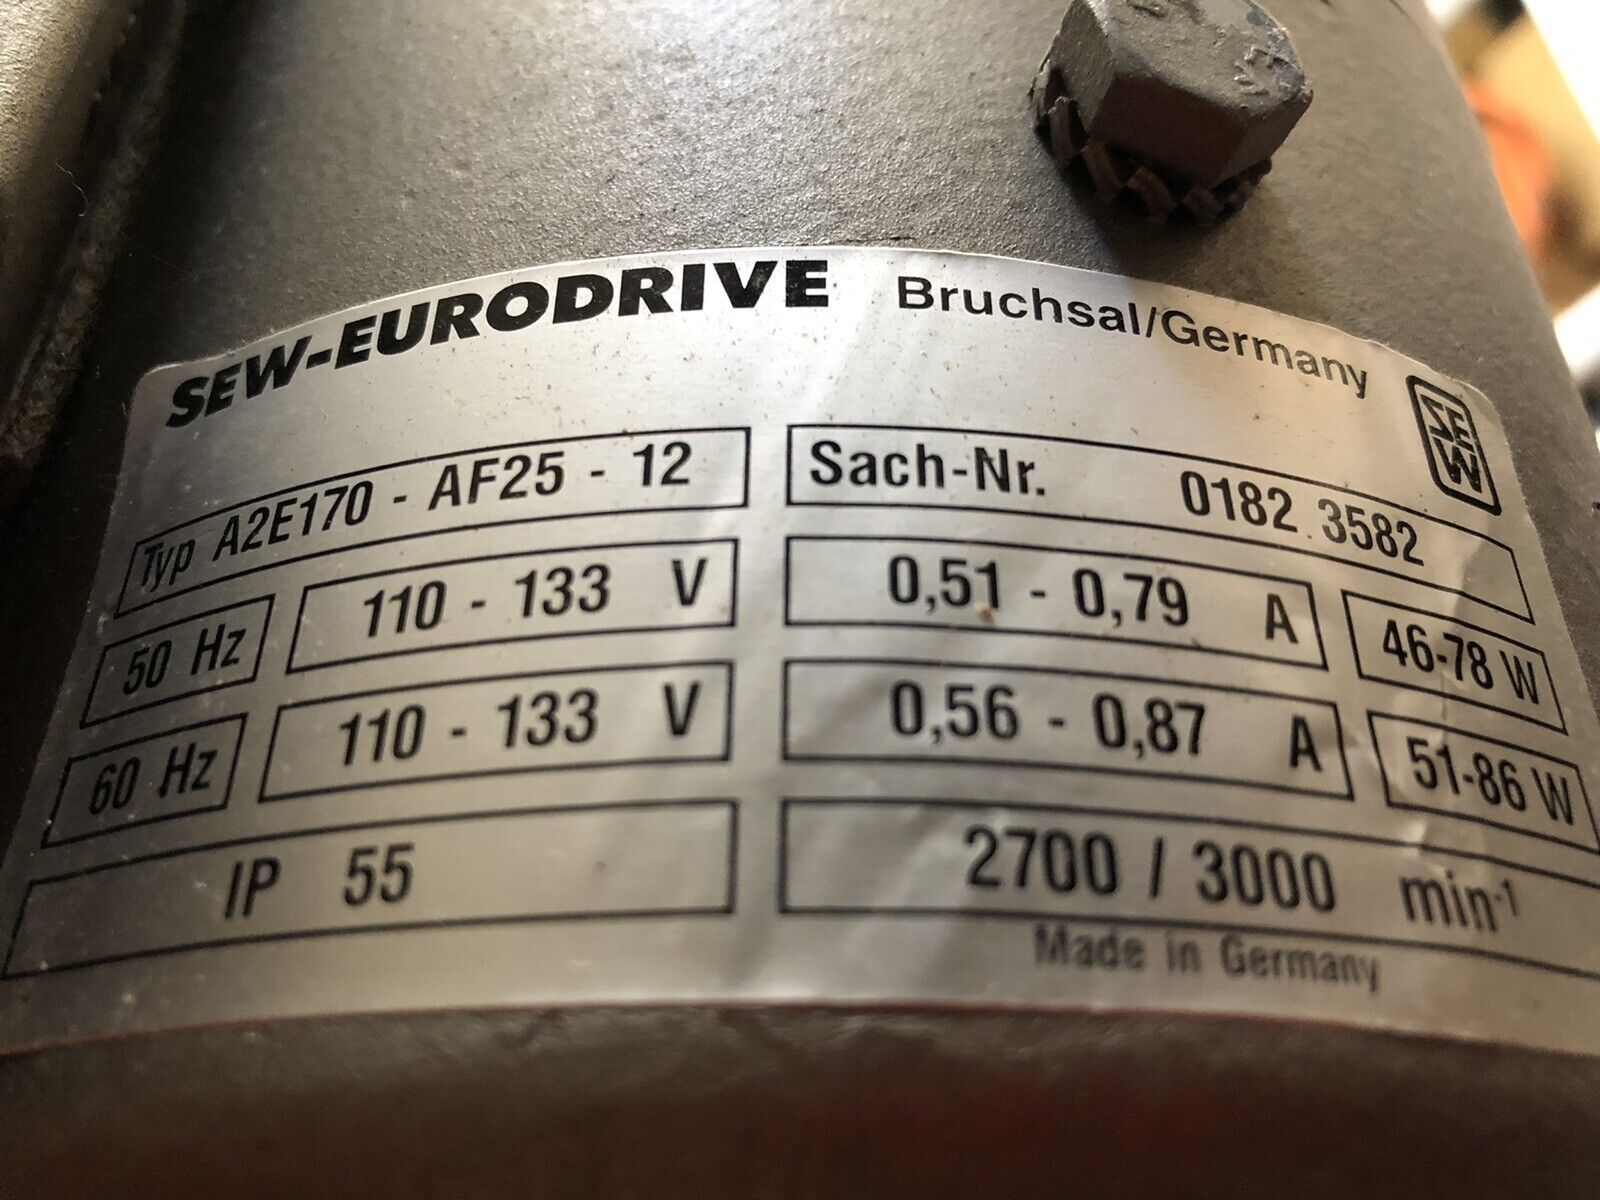 SEW-EURODRIVE Bruchsal/Germany
SEW
Typ A2E170 - AF25 - 12 Sach-Nr. 0182 3582
50 Hz 110 - 133 V 0,51 - 0,79 A 46-78 W
60 Hz 110 - 133 V 0,56 - 0,87 A 51-86 W
IP 55 2700 / 3000 min-1
Made in Germany